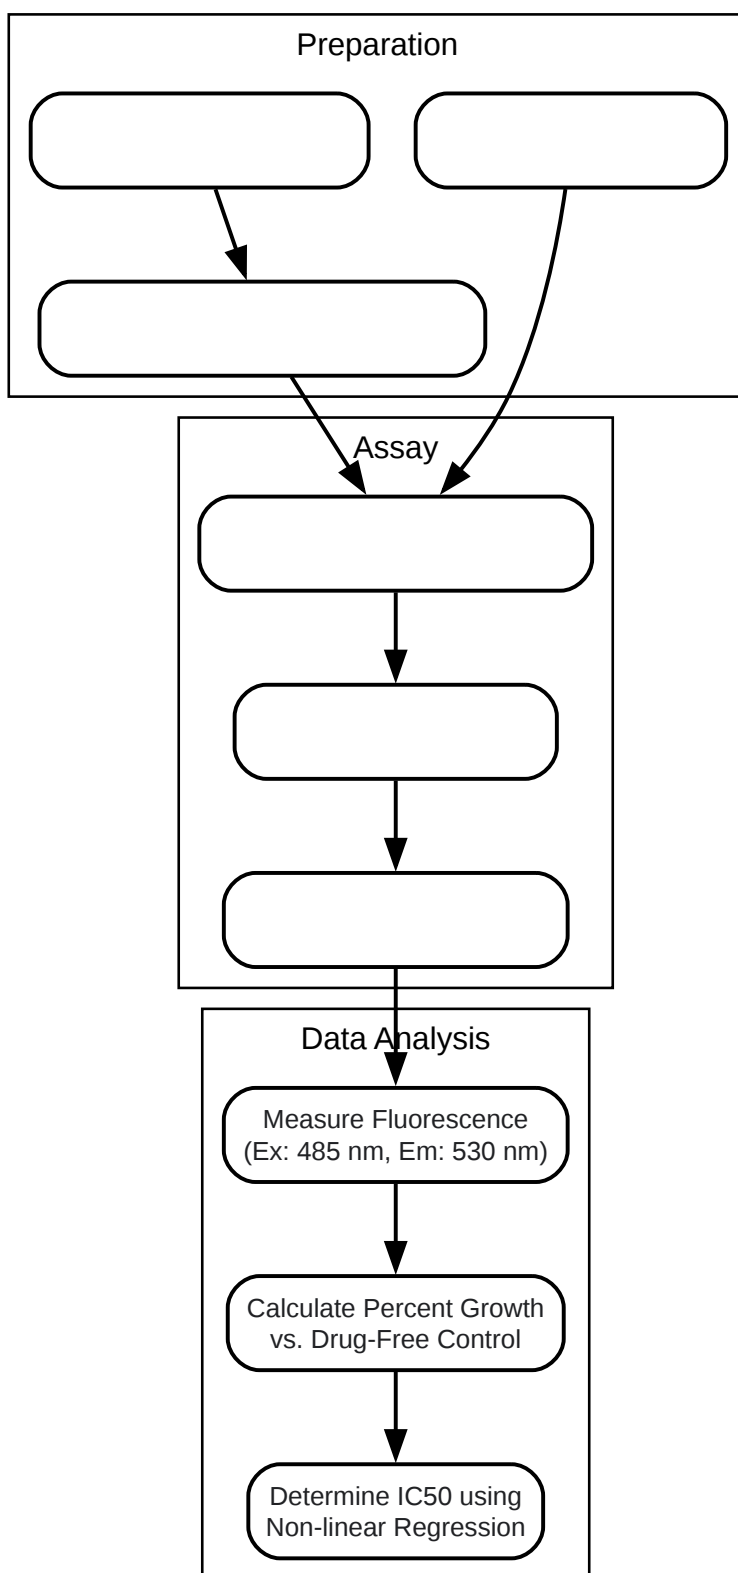 Preparation
Assay
Data Analysis
Measure Fluorescence
(Ex: 485 nm, Em: 530 nm)
Calculate Percent Growth
vs. Drug-Free Control
Determine IC50 using
Non-linear Regression